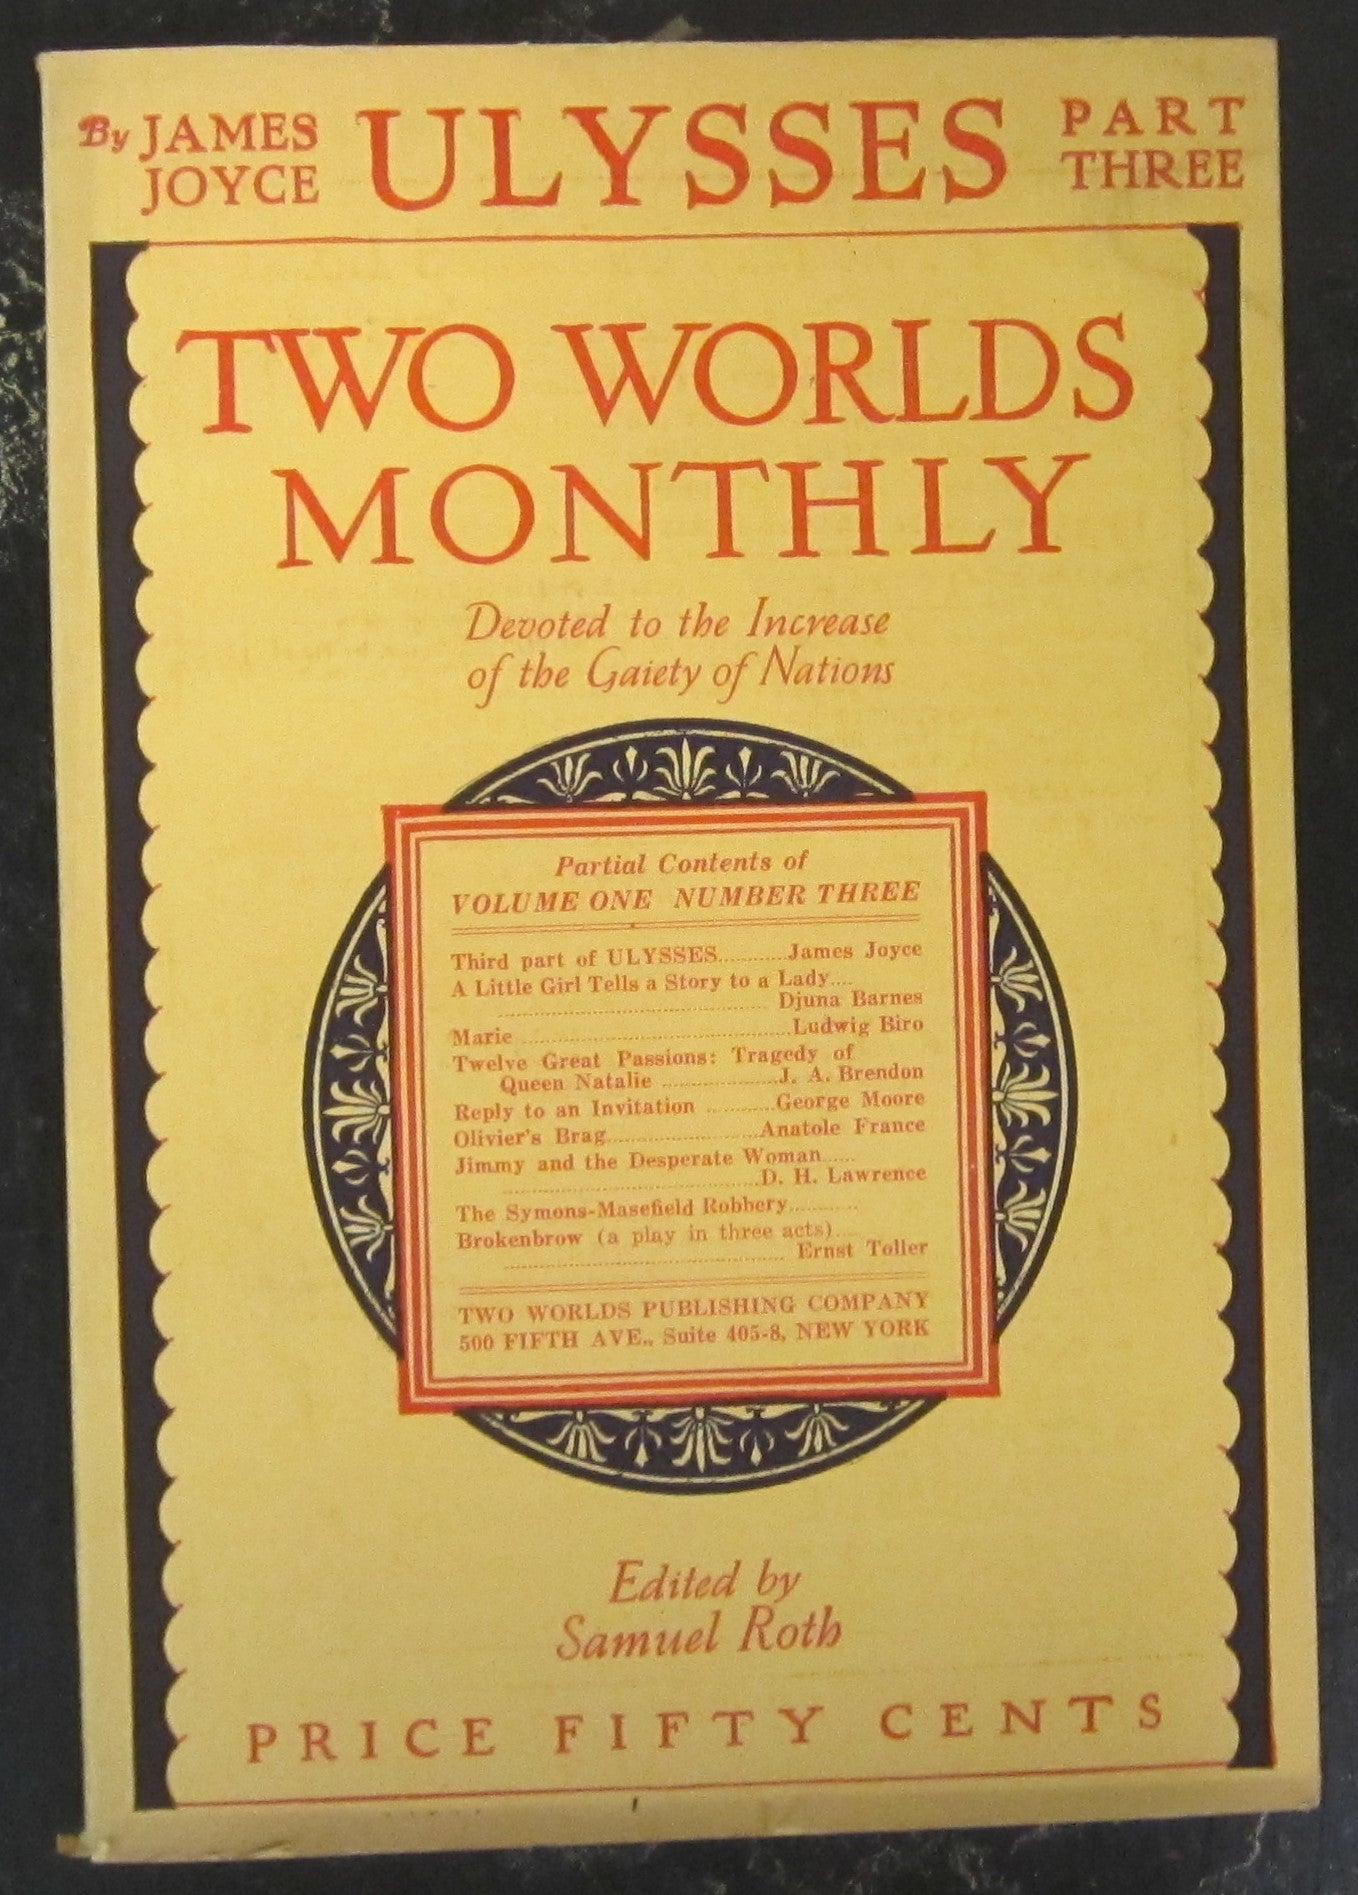 By JAMES JOYCE ULYSSES PART THREE
TWO WORLDS
MONTHLY
Devoted to the Increase
of the Gaiety of Nations
Partial Contents of
VOLUME ONE NUMBER THREE
Third part of ULYSSES............James Joyce
A Little Girl Tells a Story to a Lady....
Djuna Barnes
Marie ............Ludwig Biro
Twelve Great Passions: Tragedy of
Queen Natalie ............J. A. Brendon
Reply to an Invitation ............George Moore
Olivier's Brag............Anatole France
Jimmy and the Desperate Woman......
............D. H. Lawrence
The Symons-Masefield Robbery............
Brokenbrow (a play in three acts)....
............ Ernst Toller
TWO WORLDS PUBLISHING COMPANY
500 FIFTH AVE., Suite 405-8, NEW YORK
Edited by
Samuel Roth
PRICE FIFTY CENTS